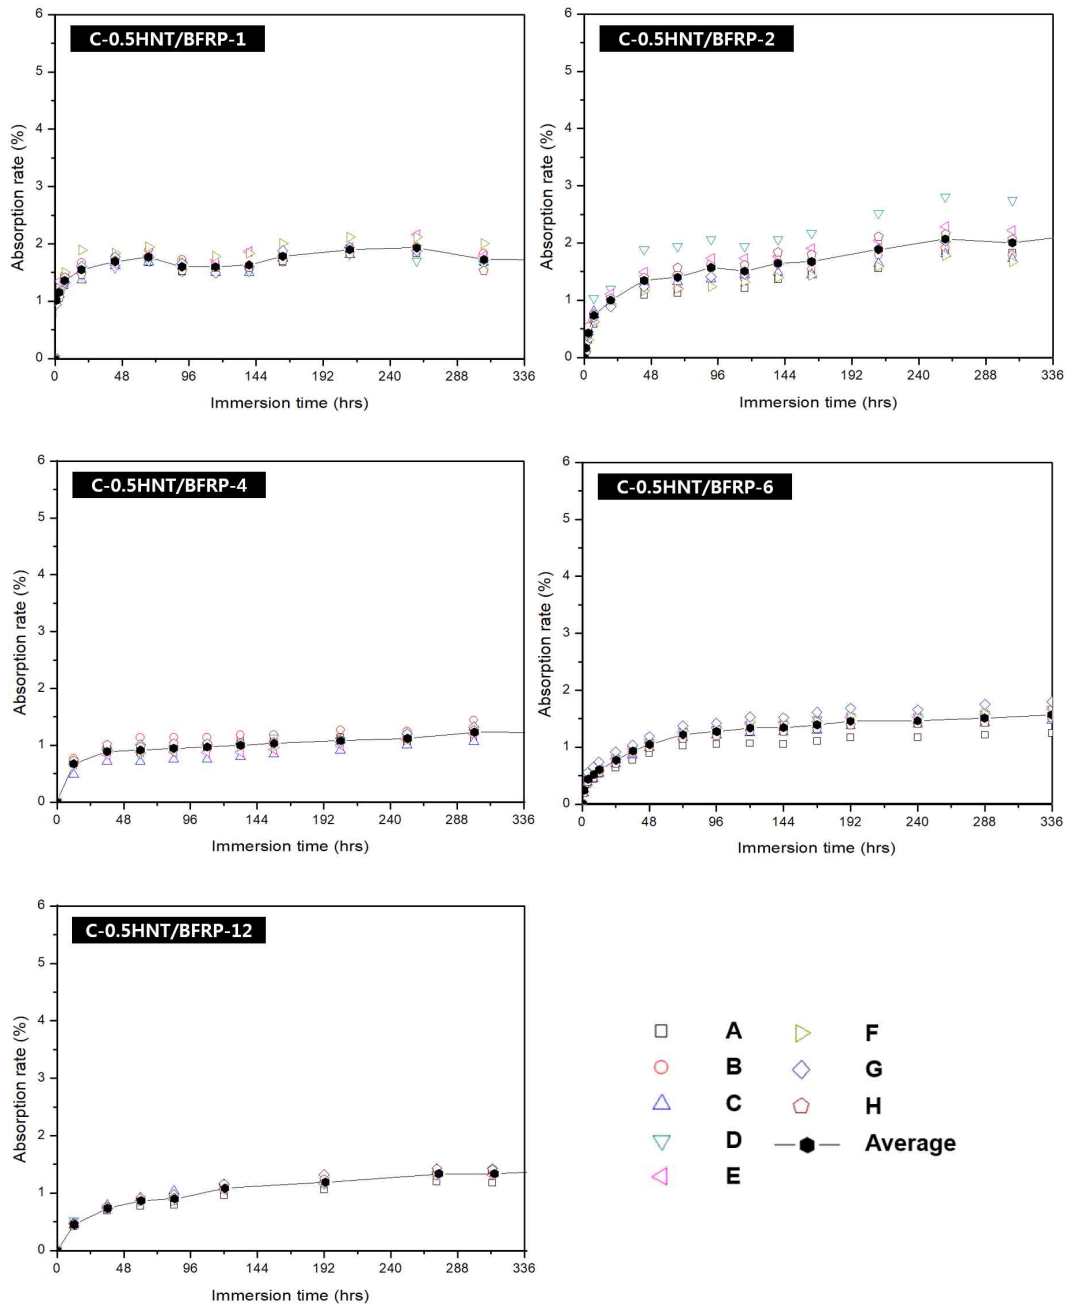 C-0.5HNT/BFRP-1
Absorption rate (%)
6
5
4
3
2
1
0
0 48 96 144 192 240 288 336
Immersion time (hrs)
C-0.5HNT/BFRP-2
Absorption rate (%)
6
5
4
3
2
1
0
0 48 96 144 192 240 288 336
Immersion time (hrs)
C-0.5HNT/BFRP-4
Absorption rate (%)
6
5
4
3
2
1
0
0 48 96 144 192 240 288 336
Immersion time (hrs)
C-0.5HNT/BFRP-6
Absorption rate (%)
6
5
4
3
2
1
0
0 48 96 144 192 240 288 336
Immersion time (hrs)
C-0.5HNT/BFRP-12
Absorption rate (%)
6
5
4
3
2
1
0
0 48 96 144 192 240 288 336
Immersion time (hrs)
A
B
C
D
E
F
G
H
Average